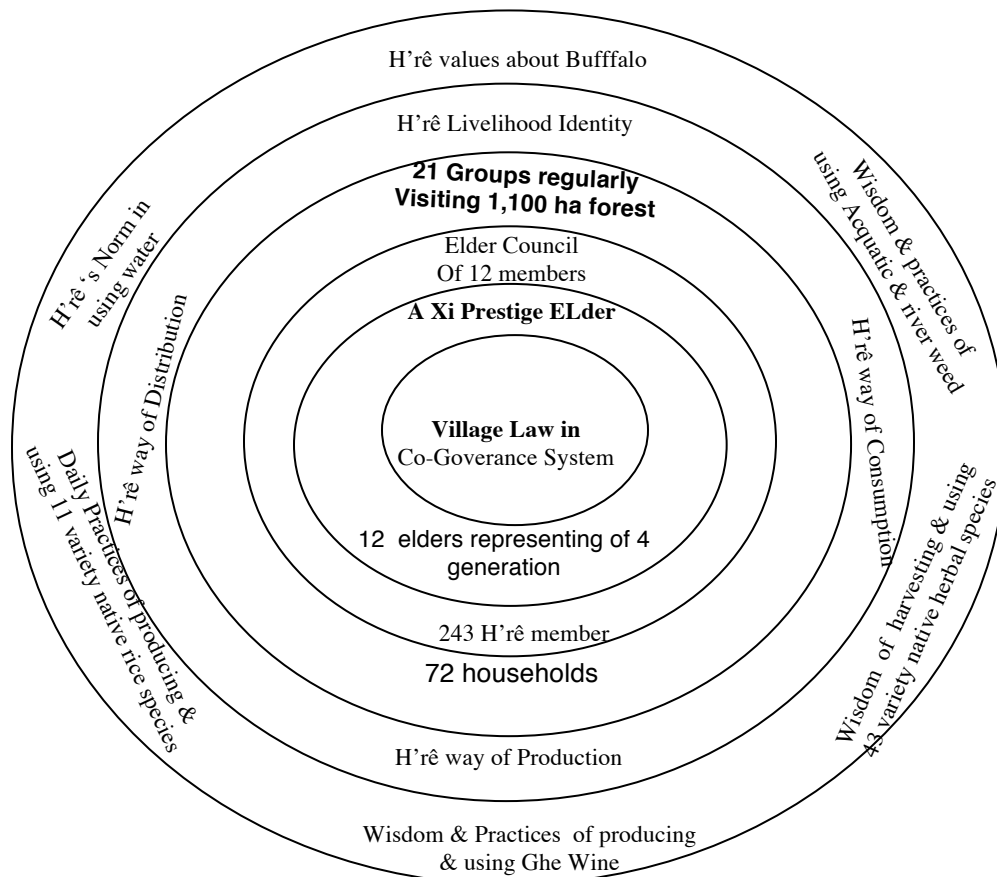 H'rê values about Bufffalo
H'rê Livelihood Identity
21 Groups regularly
Visiting 1,100 ha forest
Elder Council
Of 12 members
A Xi Prestige ELder
Village Law in
Co-Goverance System
12 elders representing of 4
generation
243 H'rê member
72 households
H'rê way of Production
Wisdom & Practices of producing
& using Ghe Wine
H'rê ‘s Norm in
using water
H'rê way of Distribution
Daily Practices of producing &
using 11 variety native rice species
Wisdom & practices of
using Acquatic & river weed
H'rê way of Consumption
Wisdom of harvesting & using
43 variety native herbal species